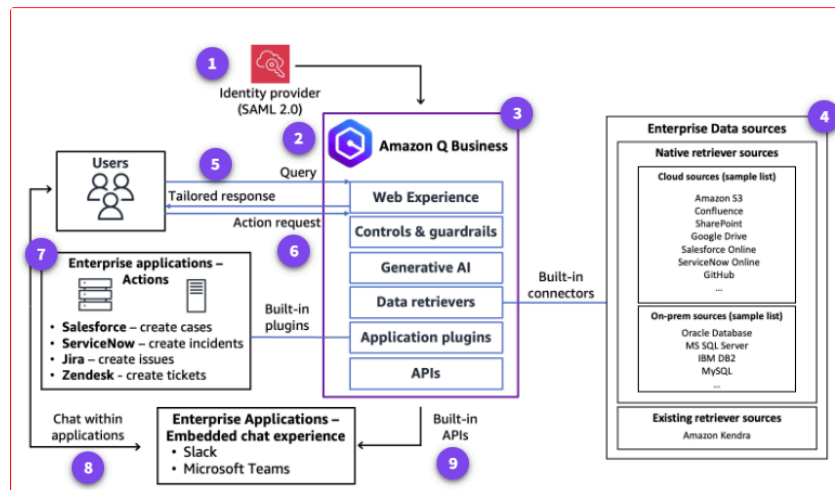 1
Identity provider
(SAML 2.0)
2
3
Amazon Q Business
Web Experience
Controls & guardrails
Generative AI
Data retrievers
Application plugins
APIs
Users
5
Query
Tailored response
Action request
6
7
Enterprise applications –
Actions
• Salesforce – create cases
• ServiceNow – create incidents
• Jira – create issues
• Zendesk - create tickets
Built-in
plugins
Built-in
connectors
4
Enterprise Data sources
Native retriever sources
Cloud sources (sample list)
Amazon S3
Confluence
SharePoint
Google Drive
Salesforce Online
ServiceNow Online
GitHub
...
On-prem sources (sample list)
Oracle Database
MS SQL Server
IBM DB2
MySQL
...
Existing retriever sources
Amazon Kendra
Chat within
applications
8
Enterprise Applications –
Embedded chat experience
• Slack
• Microsoft Teams
Built-in
APIs
9